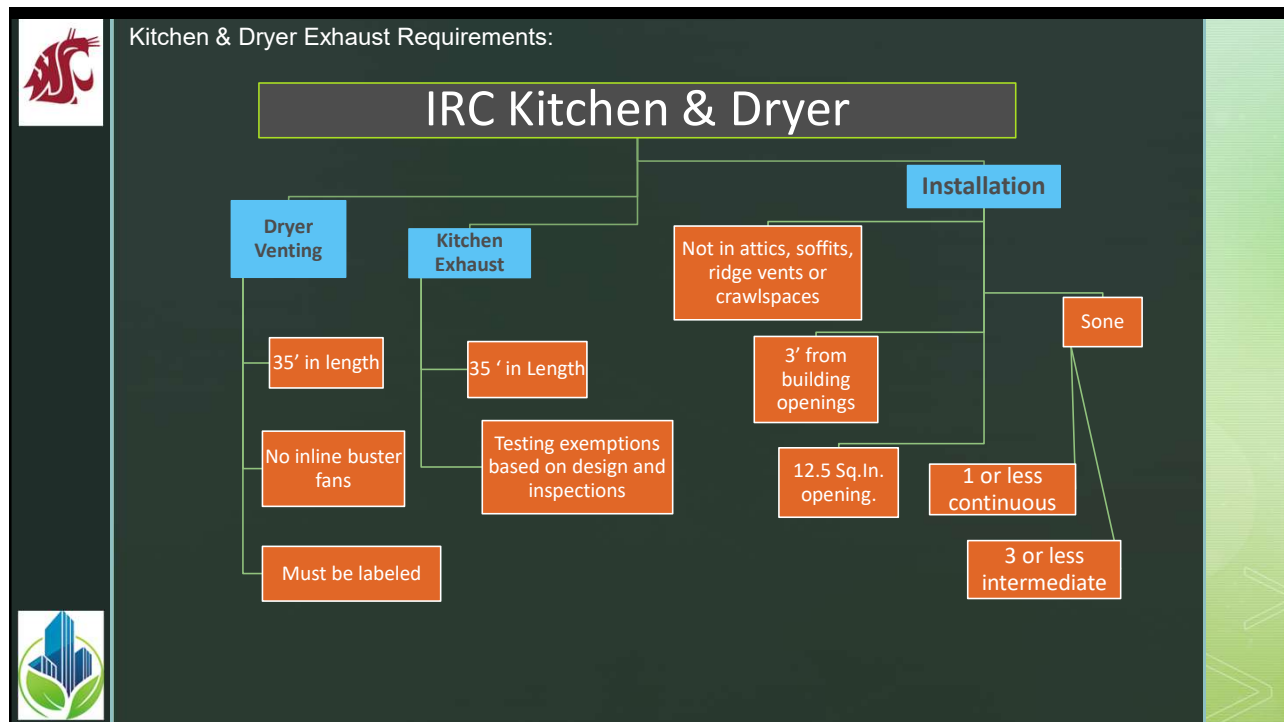 Kitchen & Dryer Exhaust Requirements:
IRC Kitchen & Dryer
Dryer
Venting
35’ in length
No inline buster
fans
Must be labeled
Kitchen
Exhaust
35 ‘ in Length
Testing exemptions
based on design and
inspections
Installation
Not in attics, soffits,
ridge vents or
crawlspaces
3’ from
building
openings
12.5 Sq.In.
opening.
Sone
1 or less
continuous
3 or less
intermediate